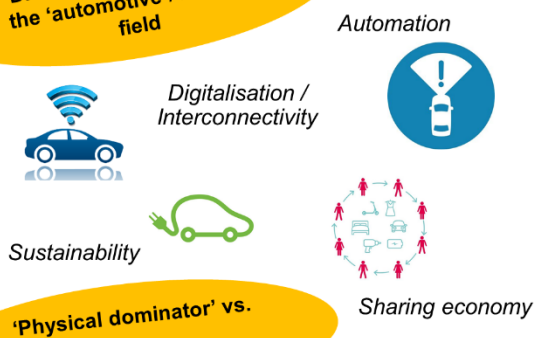 the ‘automotive
field
Automation
Digitalisation /
Interconnectivity
Sustainability
Sharing economy
‘Physical dominator’ vs.